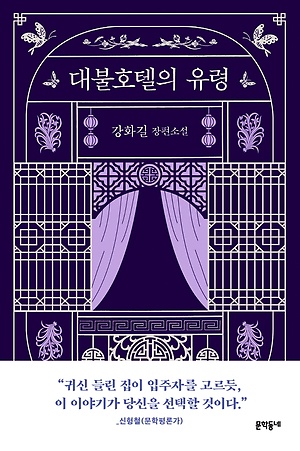 대불호텔의 유령
강화길 장편소설
“귀신 들린 집이 입주자를 고르듯,
이 이야기가 당신을 선택할 것이다.”
_신형철(문학평론가)
문학동네